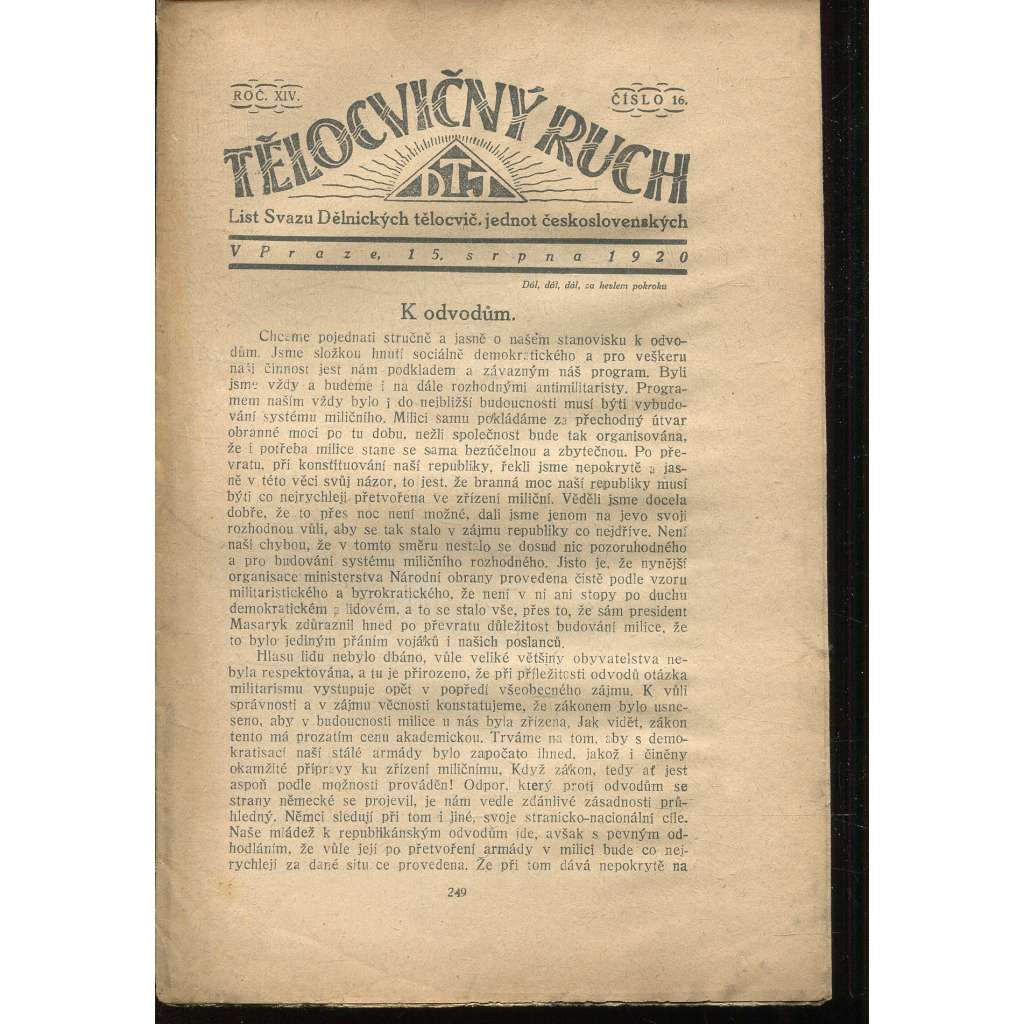 ROČ. XIV.
ČÍSLO 16.
TĚLOCVIČNÝ RUCH
DTJ
List Svazu Dělnických tělocvič. jednot československých
V Praze, 15. srpna 1920
Dál, dál, dál, za heslem pokroku
K odvodům.
Chceme pojednati stručně a jasně o našem stanovisku k odvo-
dům. Jsme složkou hnutí sociálně demokratického a pro veškeru
naši činnost jest nám podkladem a závazným náš program. Byli
jsme vždy a budeme i na dále rozhodnými antimilitaristy. Progra-
mem naším vždy bylo i do nejbližší budoucnosti musí býti vybudo-
vání systému miličního. Milici samu pokládáme za přechodný útvar
obranné moci po tu dobu, nežli společnost bude tak organisována,
že i potřeba milice stane se sama bezúčelnou a zbytečnou. Po pře-
vratu, při konstituování naší republiky, řekli jsme nepokrytě a jas-
ně v této věci svůj názor, to jest, že branná moc naší republiky musí
býti co nejrychleji přetvořena ve zřízení miliční. Věděli jsme docela
dobře, že to přes noc není možné, dali jsme jenom na jevo svoji
rozhodnou vůli, aby se tak stalo v zájmu republiky co nejdříve. Není
naší chybou, že v tomto směru nestalo se dosud nic pozoruhodného
a pro budování systému miličního rozhodného. Jisto je, že nynější
organisace ministerstva Národní obrany provedena čistě podle vzoru
militaristického a byrokratického, že není v ní ani stopy po duchu
demokratickém a lidovém, a to se stalo vše, přes to, že sám president
Masaryk zdůraznil hned po převratu důležitost budování milice, že
to bylo jediným přáním vojáků i našich poslanců.
Hlasu lidu nebylo dbáno, vůle veliké většiny obyvatelstva ne-
byla respektována, a tu je přirozeno, že při příležitosti odvodů otázka
militarismu vystupuje opět v popředí všeobecného zájmu. K vůli
správnosti a v zájmu věcnosti konstatujeme, že zákonem bylo usne-
seno, aby v budoucnosti milice u nás byla zřízena. Jak vidět, zákon
tento má prozatím cenu akademickou. Trváme na tom, aby s demo-
kratisací naší stálé armády bylo započato ihned, jakož i činěny
okamžité přípravy ku zřízení miličnímu. Když zákon, tedy ať jest
aspoň podle možnosti prováděn! Odpor, který proti odvodům se
strany německé se projevil, je nám vedle zdánlivé zásadnosti prů-
hledný. Němci sledují při tom i jiné, svoje stranicko-nacionální cíle.
Naše mládež k republikánským odvodům jde, avšak s pevným od-
hodláním, že vůle její po přetvoření armády v milici bude co nej-
rychleji za dané situace provedena. Že při tom dává nepokrytě na
249